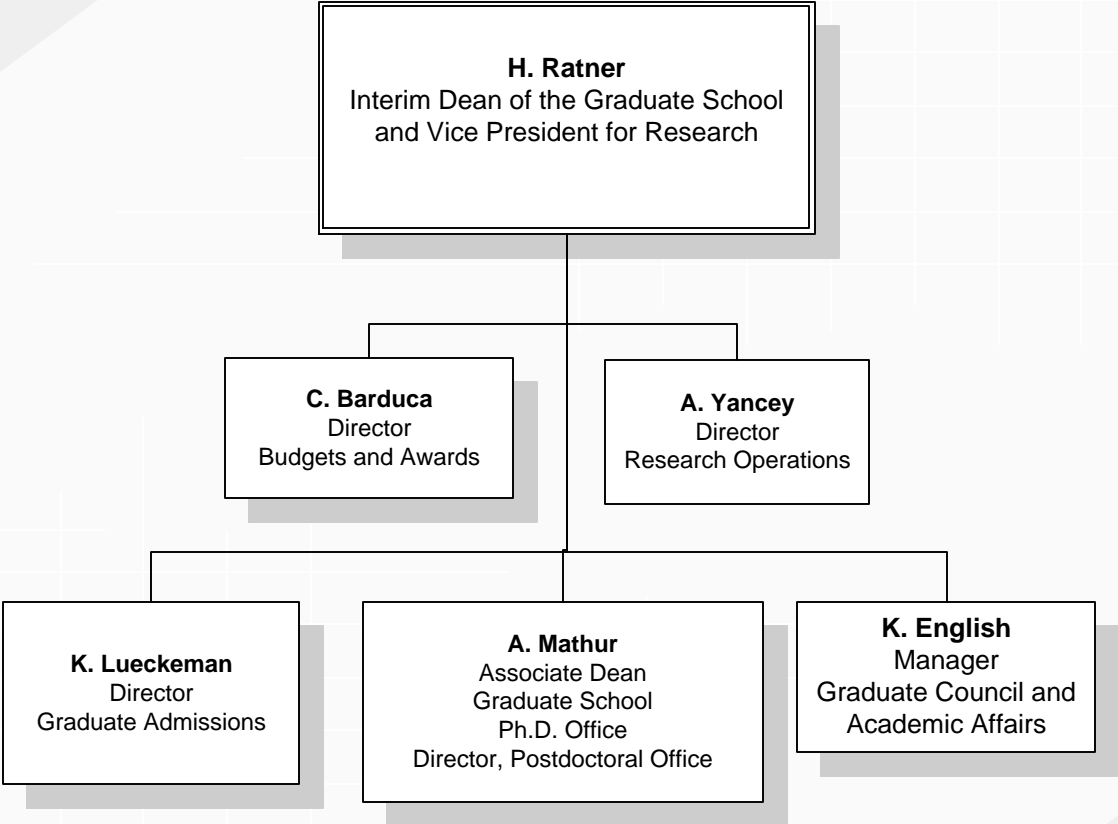 H. Ratner
Interim Dean of the Graduate School
and Vice President for Research
C. Barduca
Director
Budgets and Awards
A. Yancey
Director
Research Operations
K. Lueckeman
Director
Graduate Admissions
A. Mathur
Associate Dean
Graduate School
Ph.D. Office
Director, Postdoctoral Office
K. English
Manager
Graduate Council and
Academic Affairs